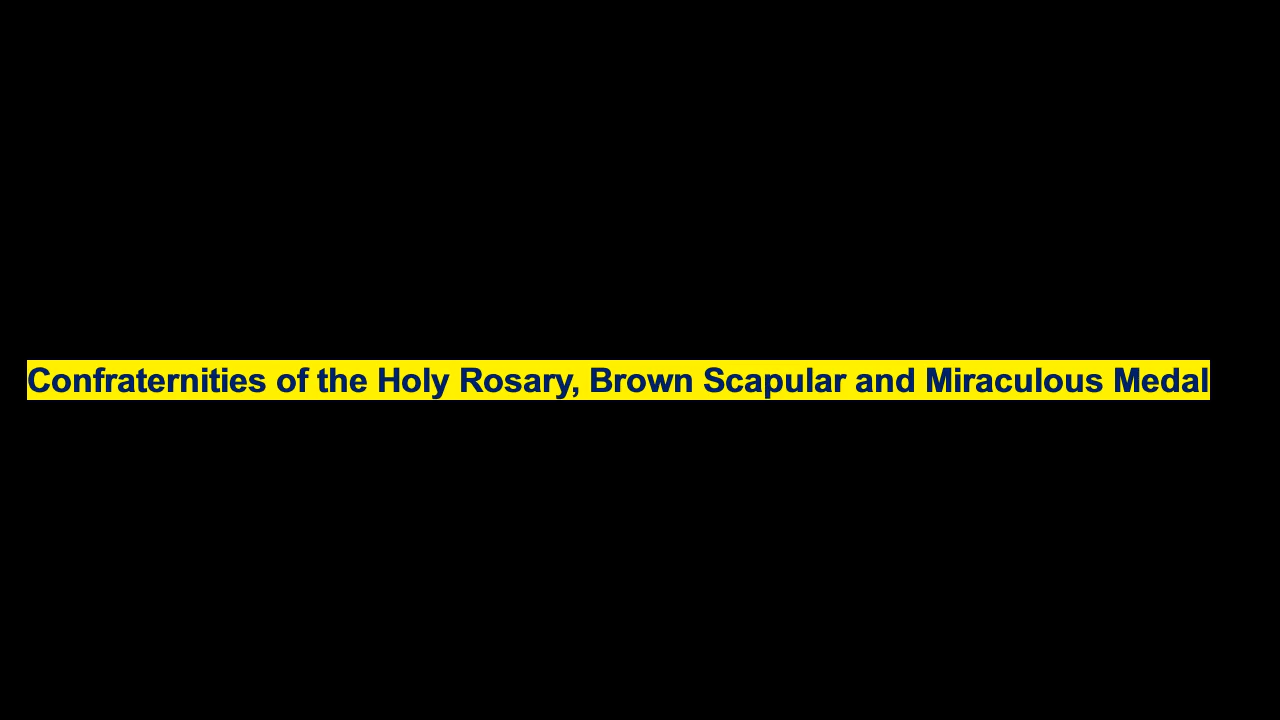 Confraternities of the Holy Rosary, Brown Scapular and Miraculous Medal